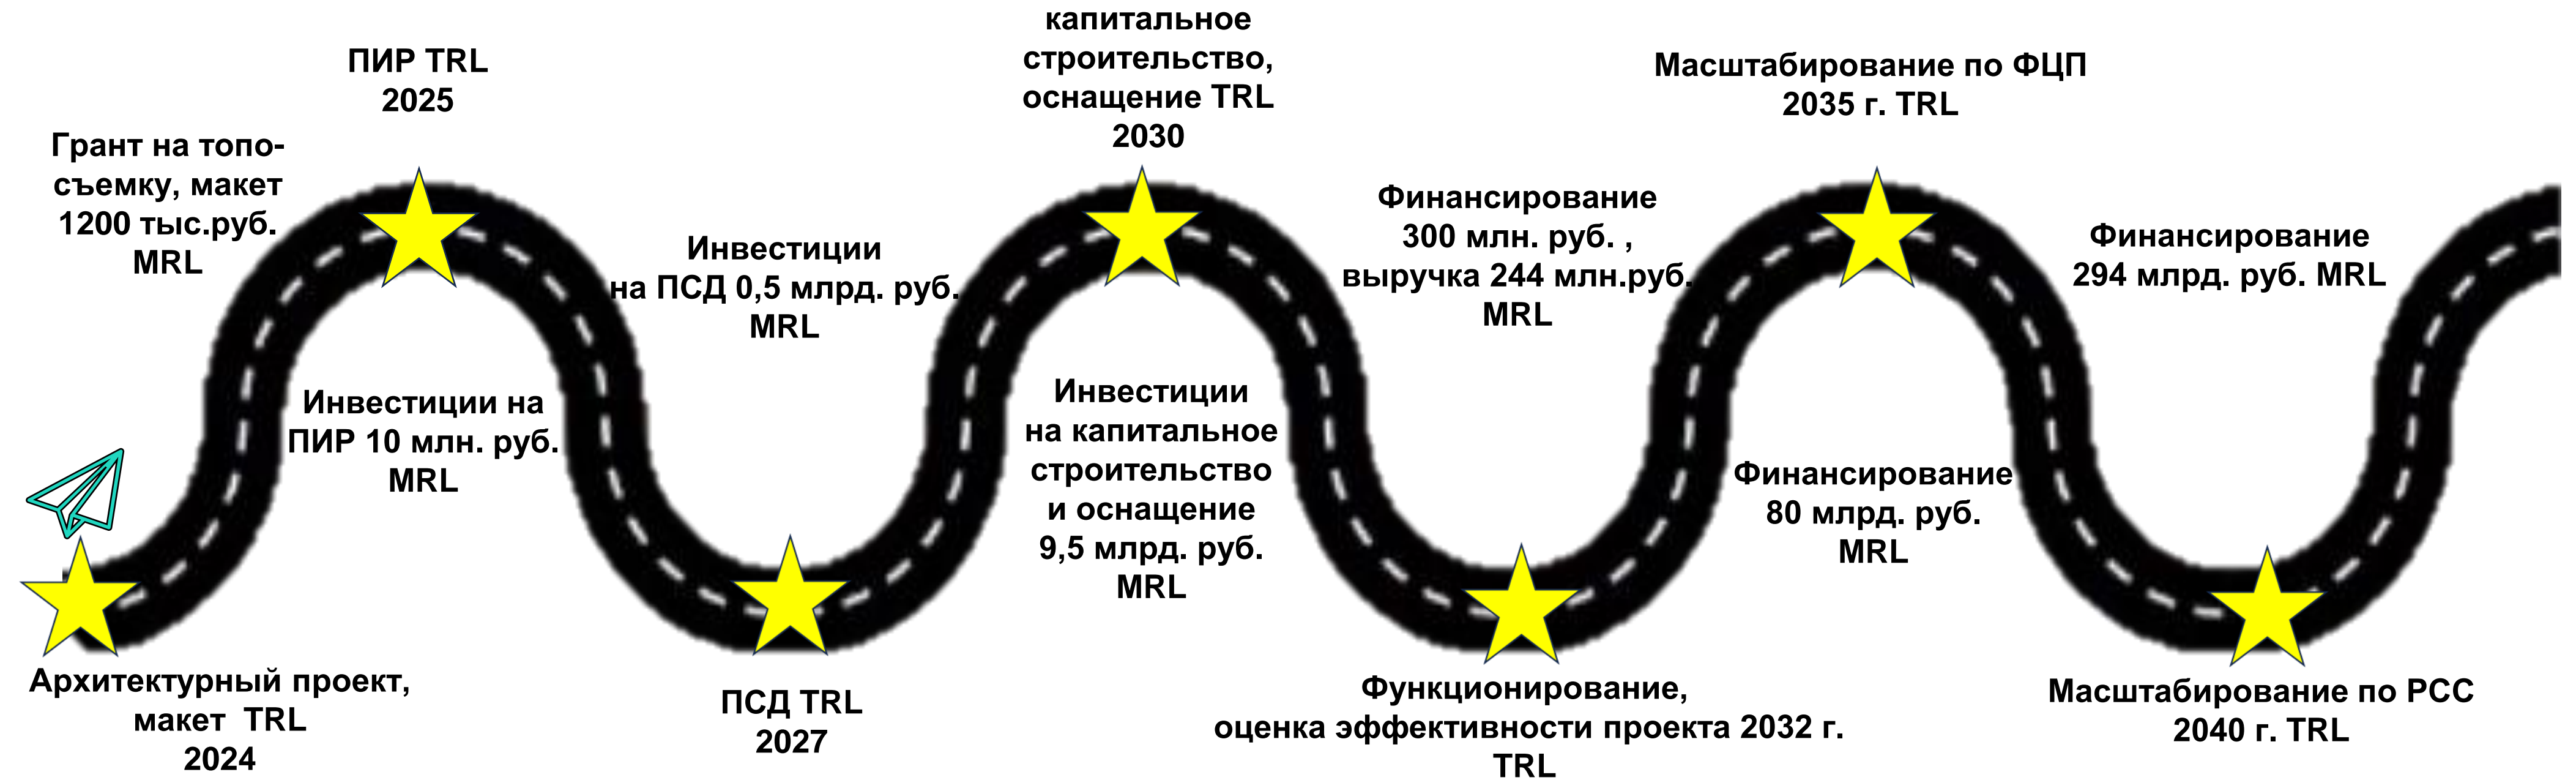 Грант на топо-
съемку, макет
1200 тыс.руб.
MRL
ПИР TRL
2025
Инвестиции на
ПИР 10 млн. руб.
MRL
Архитектурный проект,
макет  TRL
2024
Инвестиции
на ПСД 0,5 млрд. руб.
MRL
ПСД TRL
2027
капитальное
строительство,
оснащение TRL
2030
Инвестиции
на капитальное
строительство
и оснащение
9,5 млрд. руб.
MRL
Финансирование
300 млн. руб. ,
выручка 244 млн.руб.
MRL
Функционирование,
оценка эффективности проекта 2032 г.
TRL
Масштабирование по ФЦП
2035 г. TRL
Финансирование
80 млрд. руб.
MRL
Финансирование
294 млрд. руб. MRL
Масштабирование по РСС
2040 г. TRL